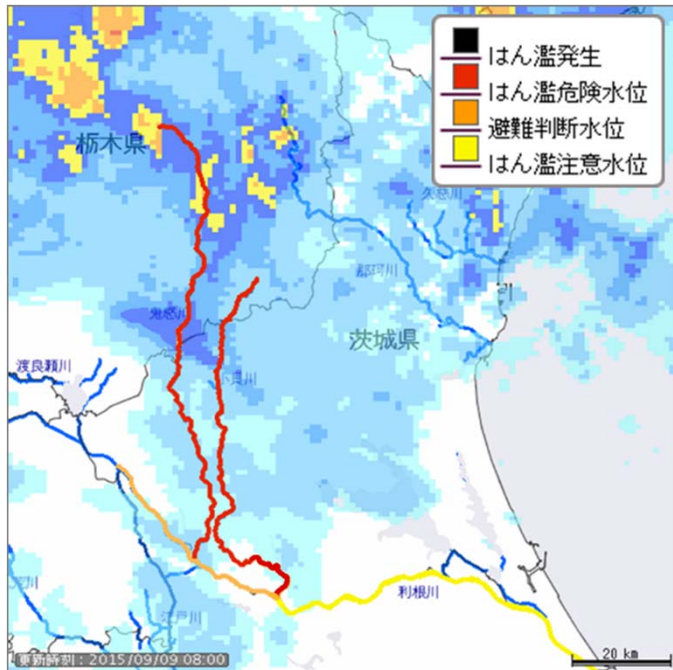 はん濫発生
はん濫危険水位
避難判断水位
はん濫注意水位
栃木県
久慈川
那珂川
鬼怒川
茨城県
渡良瀬川
小貝川
利根川
江戸川
更新時刻：2015/09/09 08:00
20 km